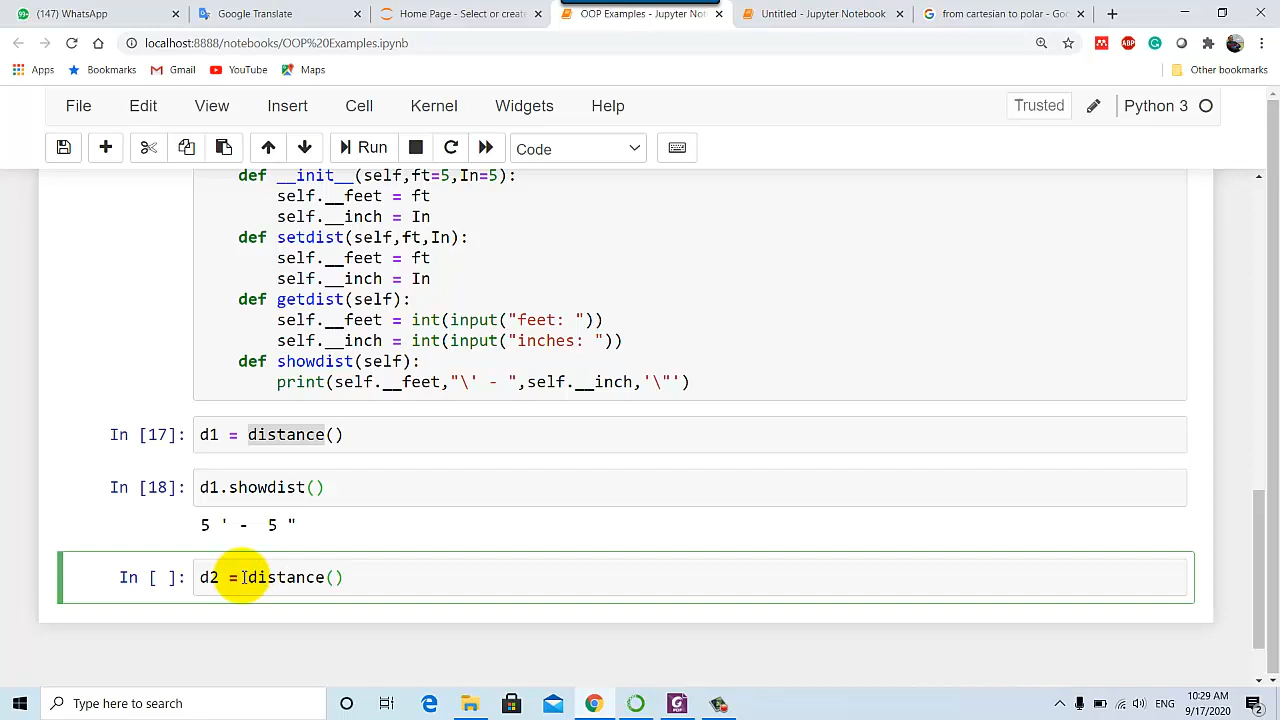 (147) WhatsApp
Google Translate
Home Page - Select or create
OOP Examples - Jupyter Notebook
Untitled - Jupyter Notebook
from cartesian to polar - Goo
localhost:8888/notebooks/OOP%20Examples.ipynb
ABP
Apps
Bookmarks
Gmail
YouTube
Maps
Other bookmarks
File Edit View Insert Cell Kernel Widgets Help
Trusted
Python 3
Run
Code
def __init__(self,ft=5,In=5):
self.__feet = ft
self.__inch = In
def setdist(self,ft,In):
self.__feet = ft
self.__inch = In
def getdist(self):
self.__feet = int(input("feet: "))
self.__inch = int(input("inches: "))
def showdist(self):
print(self.__feet,"\' - ",self.__inch,'\"')
In [17]: d1 = distance()
In [18]: d1.showdist()
5 ' -  5 "
In [ ]: d2 = distance()
Type here to search
ENG
10:29 AM
9/17/2020
2